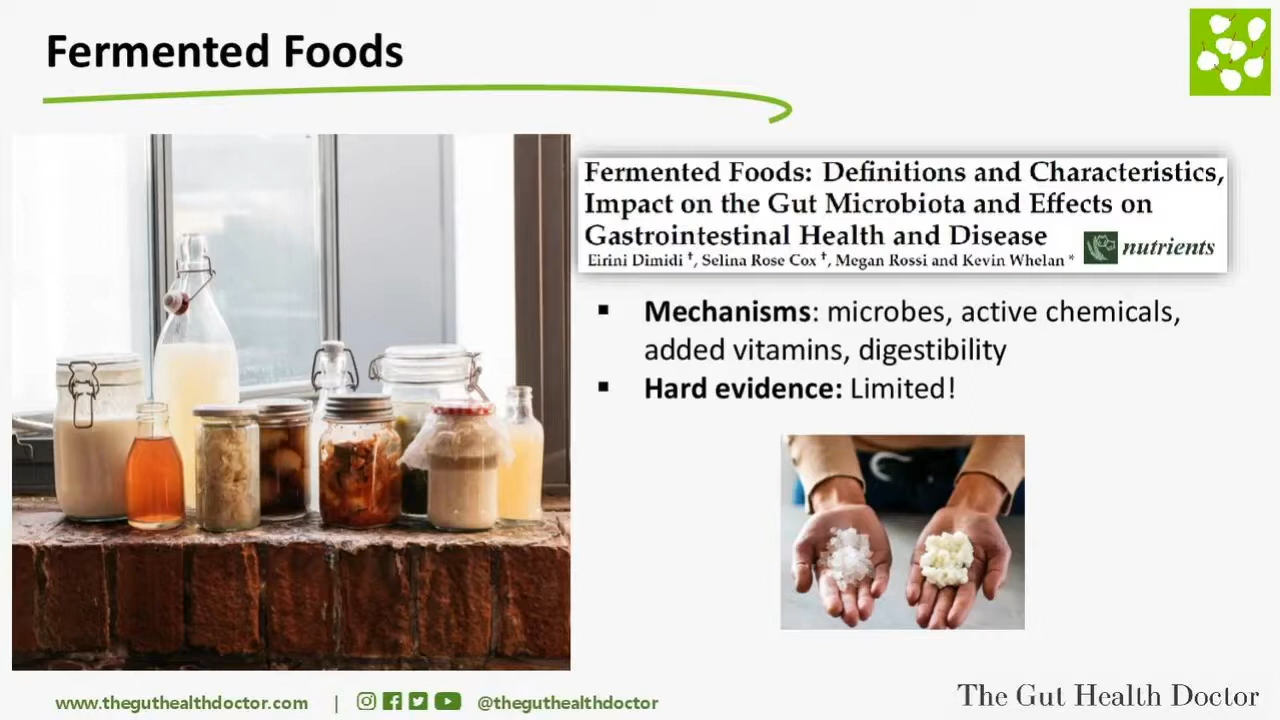 Fermented Foods
Fermented Foods: Definitions and Characteristics,
Impact on the Gut Microbiota and Effects on
Gastrointestinal Health and Disease
Eirini Dimidi †, Selina Rose Cox †, Megan Rossi and Kevin Whelan *
nutrients
▪ Mechanisms: microbes, active chemicals,
added vitamins, digestibility
▪ Hard evidence: Limited!
www.theguthealthdoctor.com | @theguthealthdoctor
The Gut Health Doctor